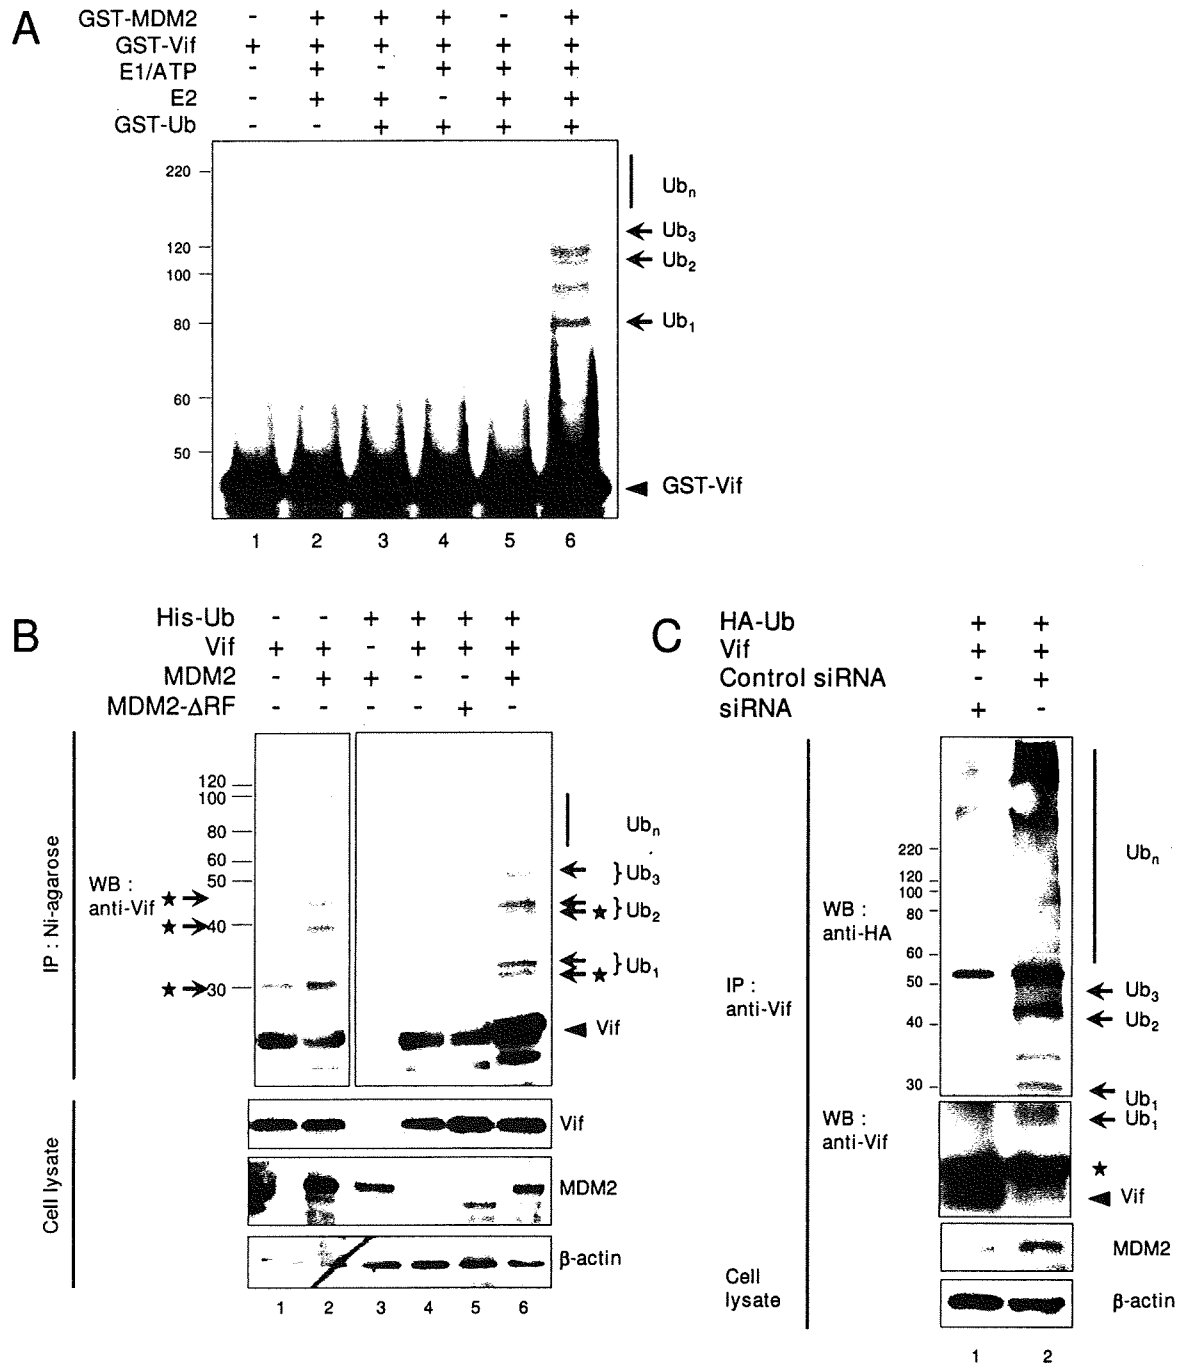 A
GST-MDM2 - + + + - +
GST-Vif + + + + + +
E1/ATP - + - + + +
E2 - + + - + +
GST-Ub - - + + + +
220
Ubn
Ub3
120
Ub2
100
80
Ub1
60
50
GST-Vif
1 2 3 4 5 6
B
His-Ub - - + + + +
Vif + + - + + +
MDM2 - + + - - +
MDM2-ΔRF - - - - + -
IP : Ni-agarose
WB :
anti-Vif
120
100
80
60
50
40
30
Ubn
} Ub3
★ } Ub2
} Ub1
★
★
★
★
Vif
Cell lysate
Vif
MDM2
β-actin
1 2 3 4 5 6
C
HA-Ub + +
Vif + +
Control siRNA - +
siRNA + -
IP :
anti-Vif
WB :
anti-HA
220
120
100
80
60
50
40
30
Ubn
Ub3
Ub2
Ub1
WB :
anti-Vif
Ub1
★
Vif
Cell
lysate
MDM2
β-actin
1 2